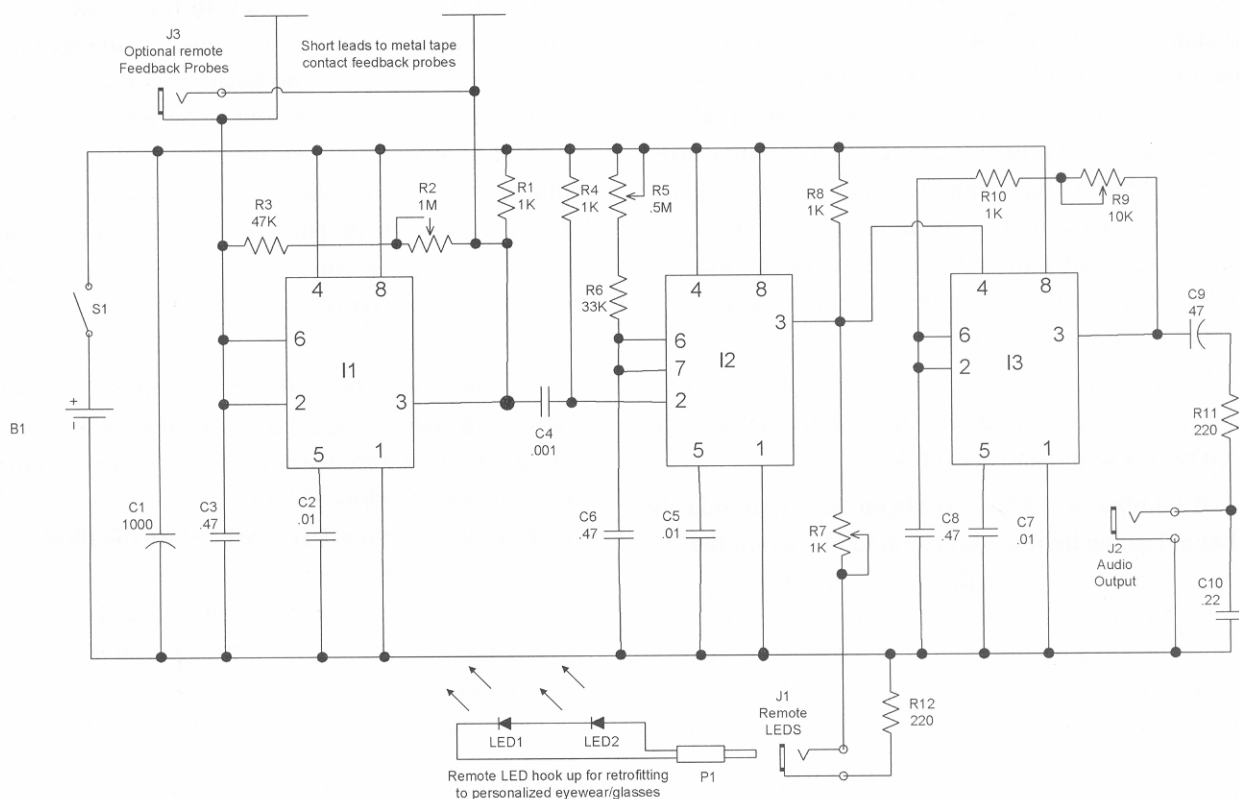 J3
Optional remote
Feedback Probes
Short leads to metal tape
contact feedback probes
R3
47K
R2
1M
R1
1K
R4
1K
R5
.5M
R8
1K
R10
1K
R9
10K
S1
4
8
R6
33K
4
8
4
8
C9
47
6
I1
6
I2
3
6
I3
3
7
2
2
3
2
B1
+
–
C4
.001
R11
220
5
1
5
1
5
1
C1
1000
C3
.47
C2
.01
C6
.47
C5
.01
R7
1K
C8
.47
C7
.01
J2
Audio
Output
C10
.22
J1
Remote
LEDS
R12
220
LED1
LED2
P1
Remote LED hook up for retrofitting
to personalized eyewear/glasses